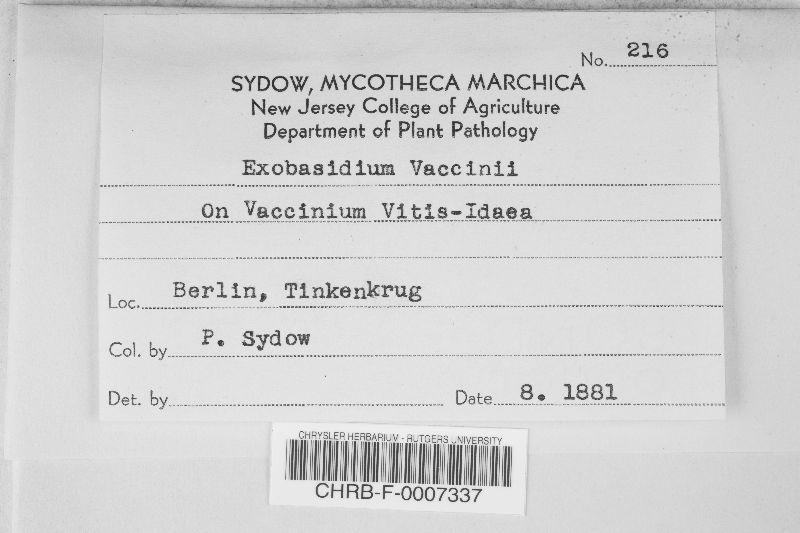 No. 216
SYDOW, MYCOTHECA MARCHICA
New Jersey College of Agriculture
Department of Plant Pathology
Exobasidium Vaccinii
On Vaccinium Vitis-Idaea
Loc. Berlin, Tinkenkrug
Col. by P. Sydow
Det. by Date 8. 1881
CHRYSLER HERBARIUM - RUTGERS UNIVERSITY
CHRB-F-0007337